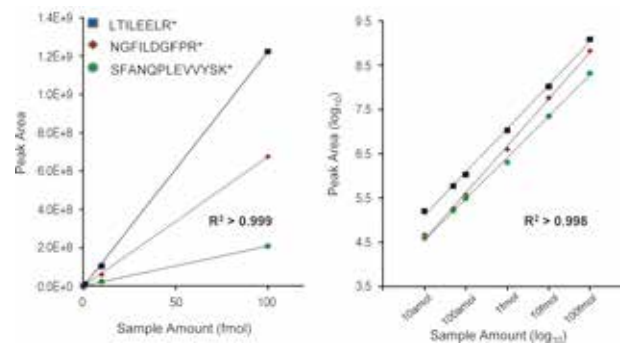 LTILEELR*
NGFILDGFPR*
SFANQPLEVVYSK*
Peak Area
1.4E+9
1.2E+9
1.0E+9
8.0E+8
6.0E+8
4.0E+8
2.0E+8
0.0E+0
0
50
100
R² > 0.999
Sample Amount (fmol)
Peak Area (log₁₀)
9.5
8.5
7.5
6.5
5.5
4.5
3.5
10amol
100amol
1fmol
10fmol
100fmol
R² > 0.998
Sample Amount (log₁₀)